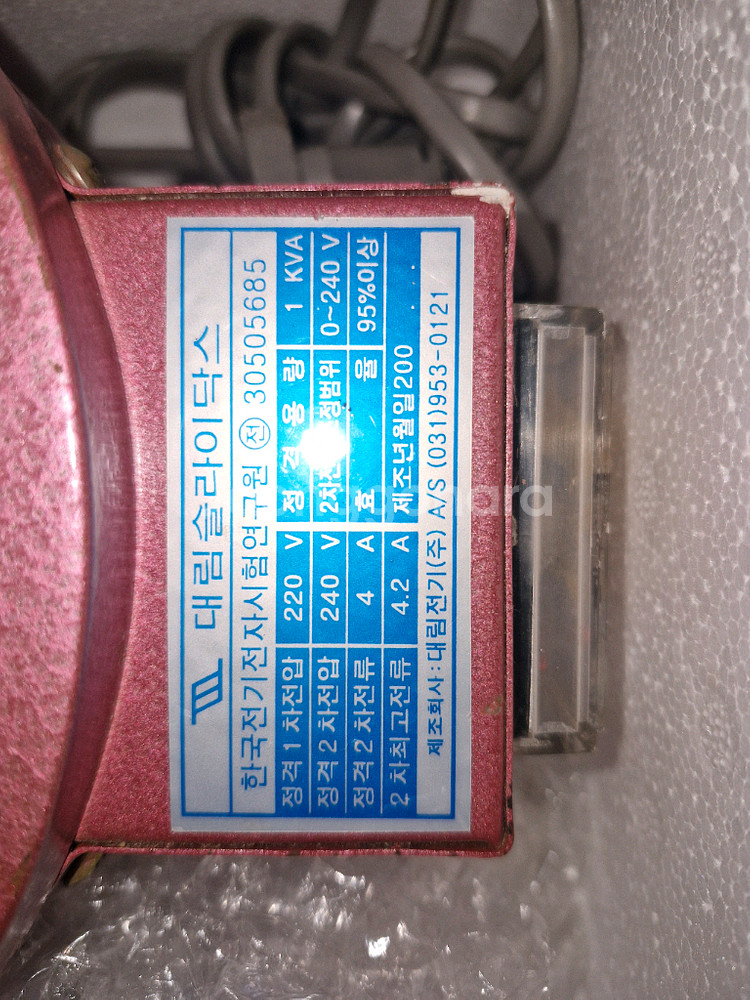 대림슬라이닥스
한국전기전자시험연구원 전 30505685
정격1차전압 220 V 정격용량 1 KVA
정격2차전압 240 V 2차 정범위 0~240 V
정격2차전류 4 A 효율 95%이상
2차최고전류 4.2 A 제조년월일200
제조회사:대림전기(주) A/S (031)953-0121